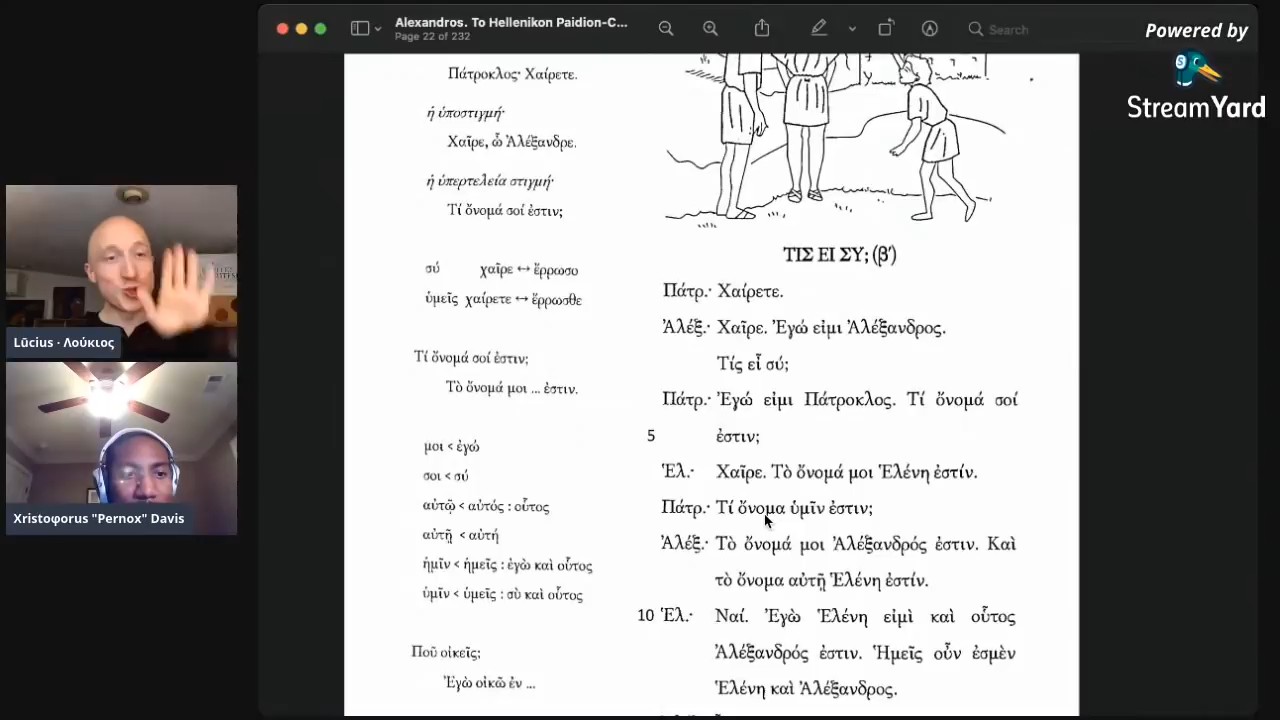 Alexandros. To Hellenikon Paidion-C...
Page 22 of 232
Search
Powered by
StreamYard
Πάτροκλος· Χαίρετε.
ἡ ὑποστιγμή·
Χαῖρε, ὦ Ἀλέξανδρε.
ἡ ὑπερτελεία στιγμή·
Τί ὄνομά σοί ἐστιν;
σύ χαῖρε ↔ ἔρρωσο
ὑμεῖς χαίρετε ↔ ἔρρωσθε
Τί ὄνομά σοί ἐστιν;
Τὸ ὄνομά μοι ... ἐστιν.
μοι < ἐγώ
σοι < σύ
αὐτῷ < αὐτός : οὗτος
αὐτῇ < αὐτή
ἡμῖν < ἡμεῖς : ἐγὼ καὶ οὗτος
ὑμῖν < ὑμεῖς : σὺ καὶ οὗτος
Ποῦ οἰκεῖς;
Ἐγὼ οἰκῶ ἐν ...
ΤΙΣ ΕΙ ΣΥ; (β′)
Πάτρ.· Χαίρετε.
Ἀλέξ.· Χαῖρε. Ἐγώ εἰμι Ἀλέξανδρος.
Τίς εἶ σύ;
Πάτρ.· Ἐγώ εἰμι Πάτροκλος. Τί ὄνομά σοί
5 ἐστιν;
Ἑλ.· Χαῖρε. Τὸ ὄνομά μοι Ἑλένη ἐστίν.
Πάτρ.· Τί ὄνομα ὑμῖν ἐστιν;
Ἀλέξ.· Τὸ ὄνομά μοι Ἀλέξανδρός ἐστιν. Καὶ
τὸ ὄνομα αὐτῇ Ἑλένη ἐστίν.
10 Ἑλ.· Ναί. Ἐγὼ Ἑλένη εἰμὶ καὶ οὗτος
Ἀλέξανδρός ἐστιν. Ἡμεῖς οὖν ἐσμὲν
Ἑλένη καὶ Ἀλέξανδρος.
Lūcius · Λούκιος
Xristoφorus "Pernox" Davis